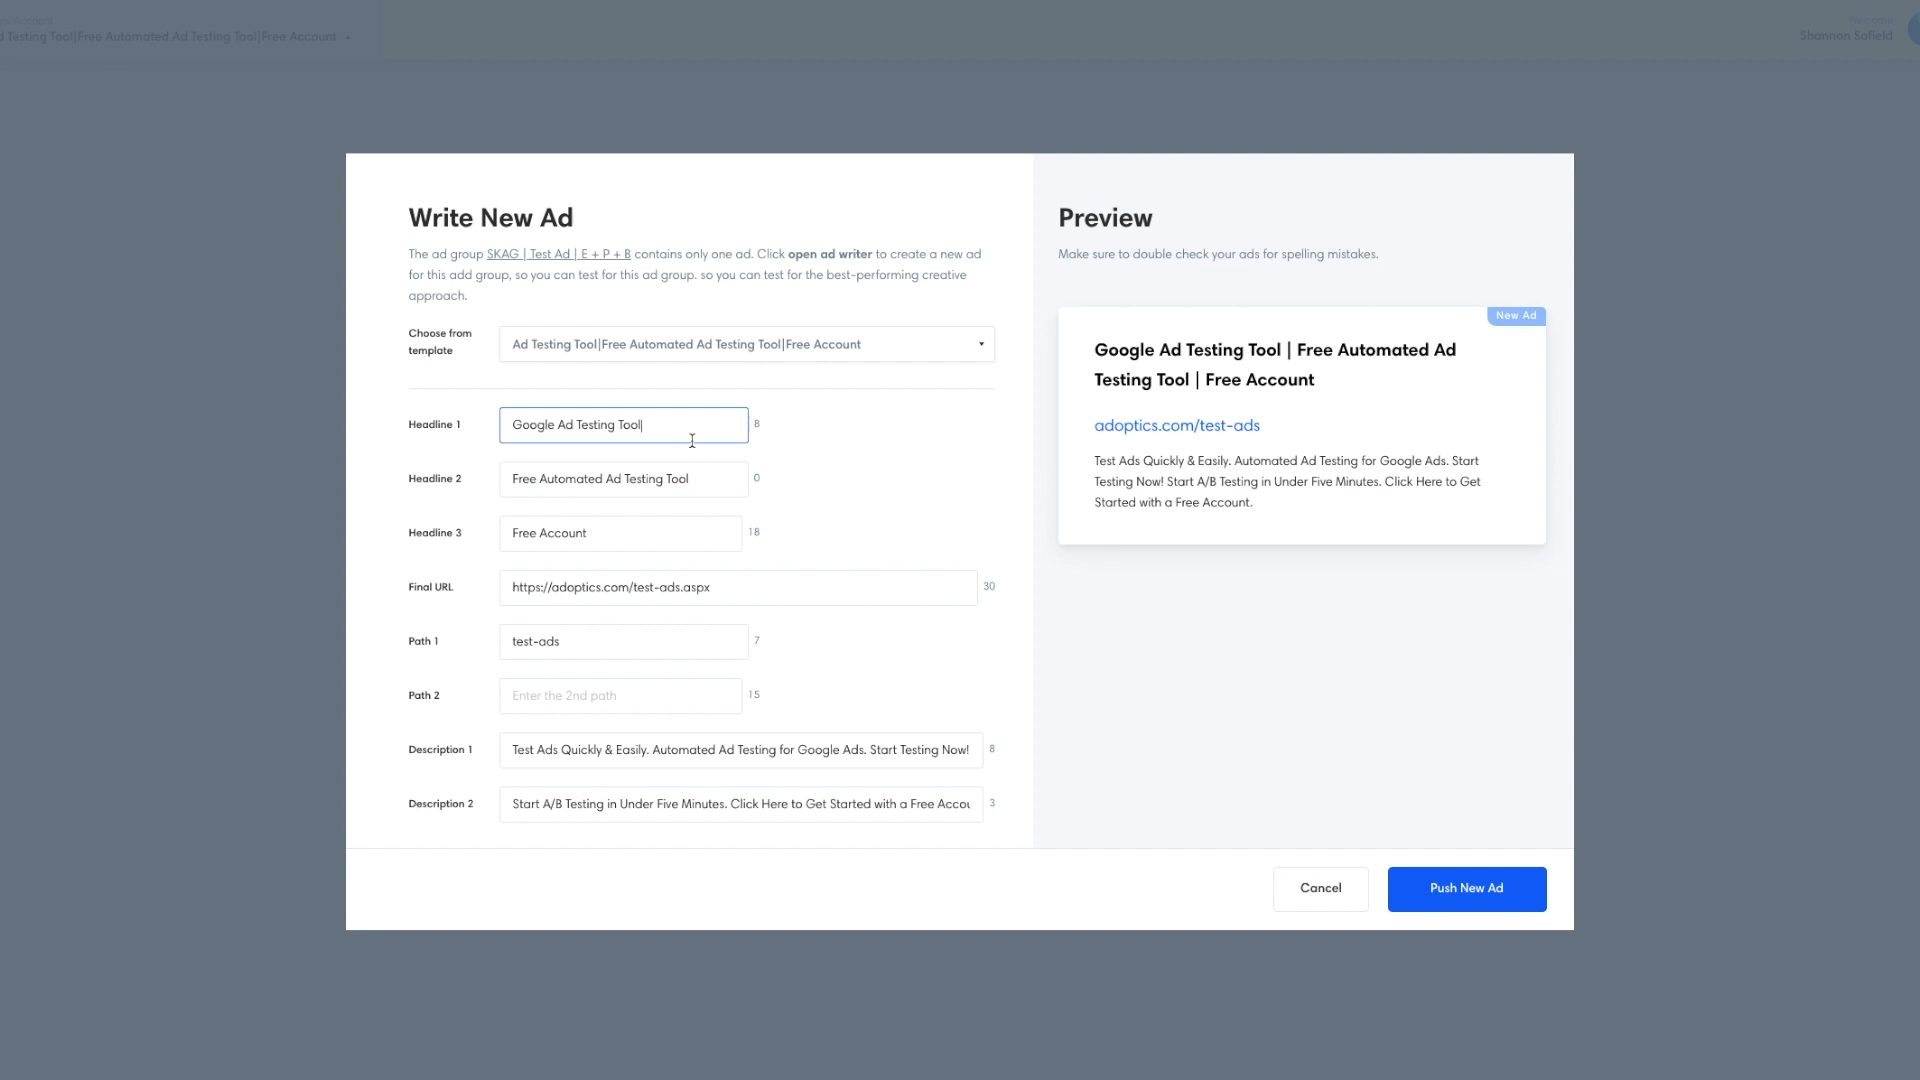 Testing Tool|Free Automated Ad Testing Tool|Free Account
Welcome
Shannon Sofield
Write New Ad
The ad group SKAG | Test Ad | E + P + B contains only one ad. Click open ad writer to create a new ad
for this add group, so you can test for this ad group. so you can test for the best-performing creative
approach.
Choose from
template
Ad Testing Tool|Free Automated Ad Testing Tool|Free Account
Headline 1
Google Ad Testing Tool
8
Headline 2
Free Automated Ad Testing Tool
0
Headline 3
Free Account
18
Final URL
https://adoptics.com/test-ads.aspx
30
Path 1
test-ads
7
Path 2
Enter the 2nd path
15
Description 1
Test Ads Quickly & Easily. Automated Ad Testing for Google Ads. Start Testing Now!
8
Description 2
Start A/B Testing in Under Five Minutes. Click Here to Get Started with a Free Accou
3
Preview
Make sure to double check your ads for spelling mistakes.
New Ad
Google Ad Testing Tool | Free Automated Ad
Testing Tool | Free Account
adoptics.com/test-ads
Test Ads Quickly & Easily. Automated Ad Testing for Google Ads. Start
Testing Now! Start A/B Testing in Under Five Minutes. Click Here to Get
Started with a Free Account.
Cancel
Push New Ad